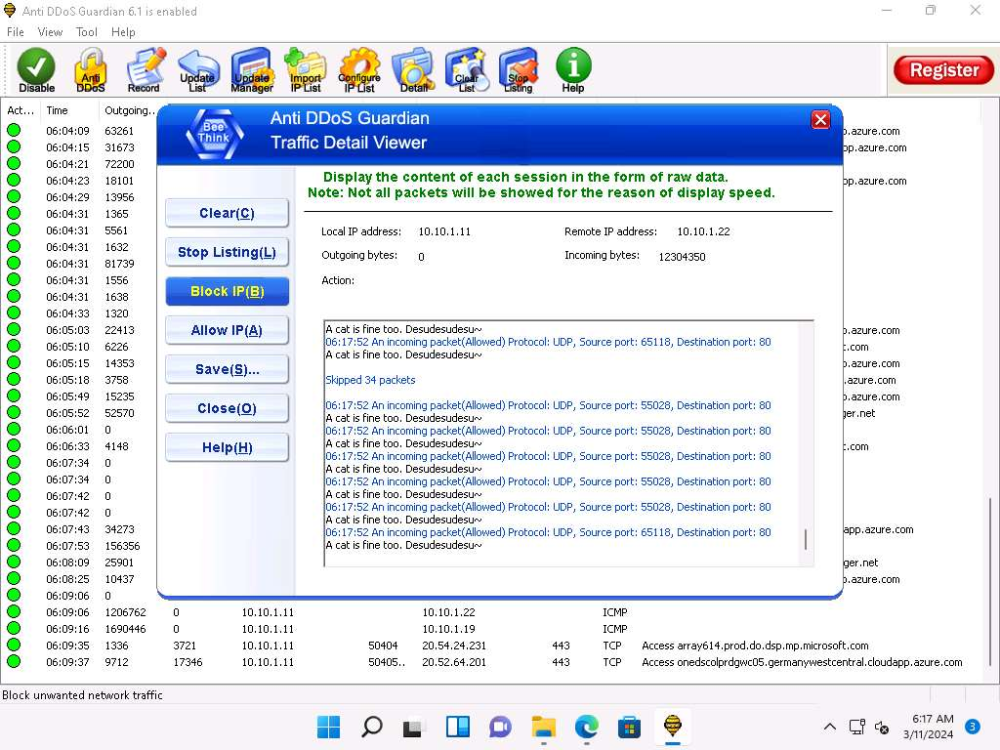 Anti DDoS Guardian 6.1 is enabled
File View Tool Help
Disable
Anti DDoS
Record
Update List
Update Manager
Import IP List
Configure IP List
Detail
Clear List
Stop Listing
Help
Register
Act... Time Outgoing...
06:04:09 63261
06:04:15 31673
06:04:21 72200
06:04:23 18101
06:04:29 13956
06:04:31 1365
06:04:31 5561
06:04:31 1632
06:04:31 81739
06:04:31 1556
06:04:31 1638
06:04:33 1320
06:05:03 22413
06:05:10 6226
06:05:15 14353
06:05:18 3758
06:05:49 15235
06:05:52 52570
06:06:01 0
06:06:33 4148
06:07:34 0
06:07:34 0
06:07:42 0
06:07:42 0
06:07:43 34273
06:07:53 156356
06:08:09 25901
06:08:25 10437
06:09:06 0
06:09:06 1206762 0 10.10.1.11 10.10.1.22 ICMP
06:09:16 1690446 0 10.10.1.11 10.10.1.19 ICMP
06:09:35 1336 3721 10.10.1.11 50404 20.54.24.231 443 TCP Access array614.prod.do.dsp.mp.microsoft.com
06:09:37 9712 17346 10.10.1.11 50405.. 20.52.64.201 443 TCP Access onedscolprdgwc05.germanywestcentral.cloudapp.azure.com
p.azure.com
pp.azure.com
pp.azure.com
p.azure.com
t.com
p.azure.com
.azure.com
p.azure.com
ger.net
t.com
app.azure.com
ger.net
p.azure.com
Bee Think
Anti DDoS Guardian
Traffic Detail Viewer
Display the content of each session in the form of raw data.
Note: Not all packets will be showed for the reason of display speed.
Clear(C)
Stop Listing(L)
Block IP(B)
Allow IP(A)
Save(S)...
Close(O)
Help(H)
Local IP address: 10.10.1.11 Remote IP address: 10.10.1.22
Outgoing bytes: 0 Incoming bytes: 12304350
Action:
A cat is fine too. Desudesudesu~
06:17:52 An incoming packet(Allowed) Protocol: UDP, Source port: 65118, Destination port: 80
A cat is fine too. Desudesudesu~
Skipped 34 packets
06:17:52 An incoming packet(Allowed) Protocol: UDP, Source port: 55028, Destination port: 80
A cat is fine too. Desudesudesu~
06:17:52 An incoming packet(Allowed) Protocol: UDP, Source port: 55028, Destination port: 80
A cat is fine too. Desudesudesu~
06:17:52 An incoming packet(Allowed) Protocol: UDP, Source port: 55028, Destination port: 80
A cat is fine too. Desudesudesu~
06:17:52 An incoming packet(Allowed) Protocol: UDP, Source port: 55028, Destination port: 80
A cat is fine too. Desudesudesu~
06:17:52 An incoming packet(Allowed) Protocol: UDP, Source port: 55028, Destination port: 80
A cat is fine too. Desudesudesu~
06:17:52 An incoming packet(Allowed) Protocol: UDP, Source port: 65118, Destination port: 80
A cat is fine too. Desudesudesu~
Block unwanted network traffic
6:17 AM
3/11/2024
3